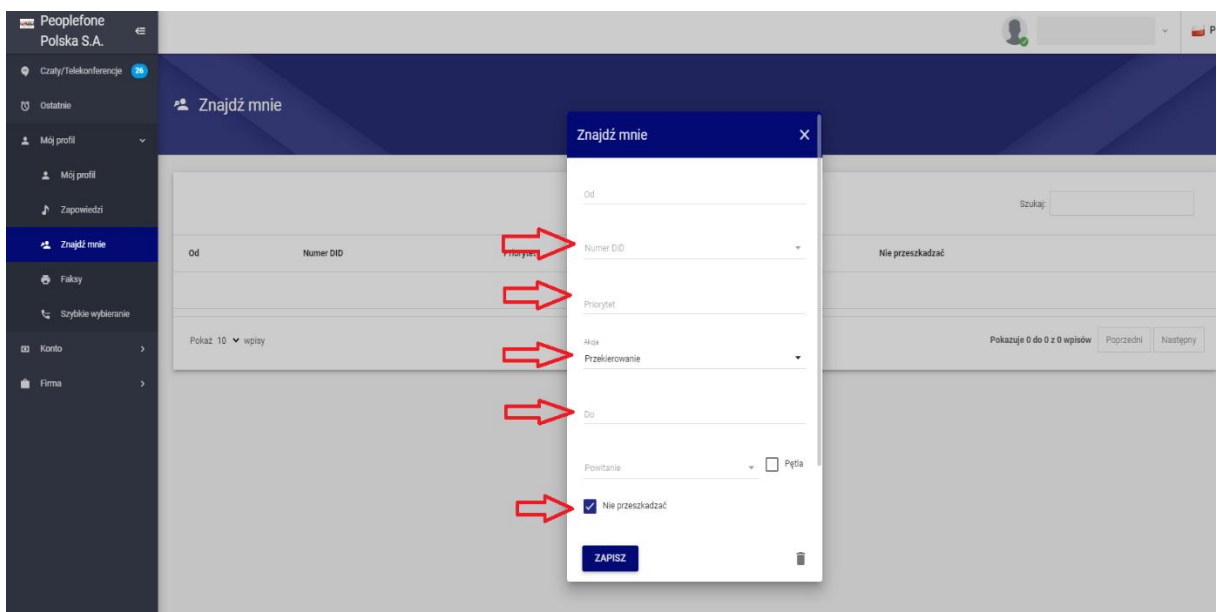 Peoplefone
Polska S.A.
P
Czaty/Telekonferencje 26
Ostatnie
Mój profil
Mój profil
Zapowiedzi
Znajdź mnie
Faksy
Szybkie wybieranie
Konto
Firma
Znajdź mnie
Szukaj:
Od Numer DID Priorytet Nie przeszkadzać
Pokaż 10 wpisy
Pokazuje 0 do 0 z 0 wpisów Poprzedni Następny
Znajdź mnie
Od
Numer DID
Priorytet
Akcja
Przekierowanie
Do
Powitanie Pętla
Nie przeszkadzać
ZAPISZ